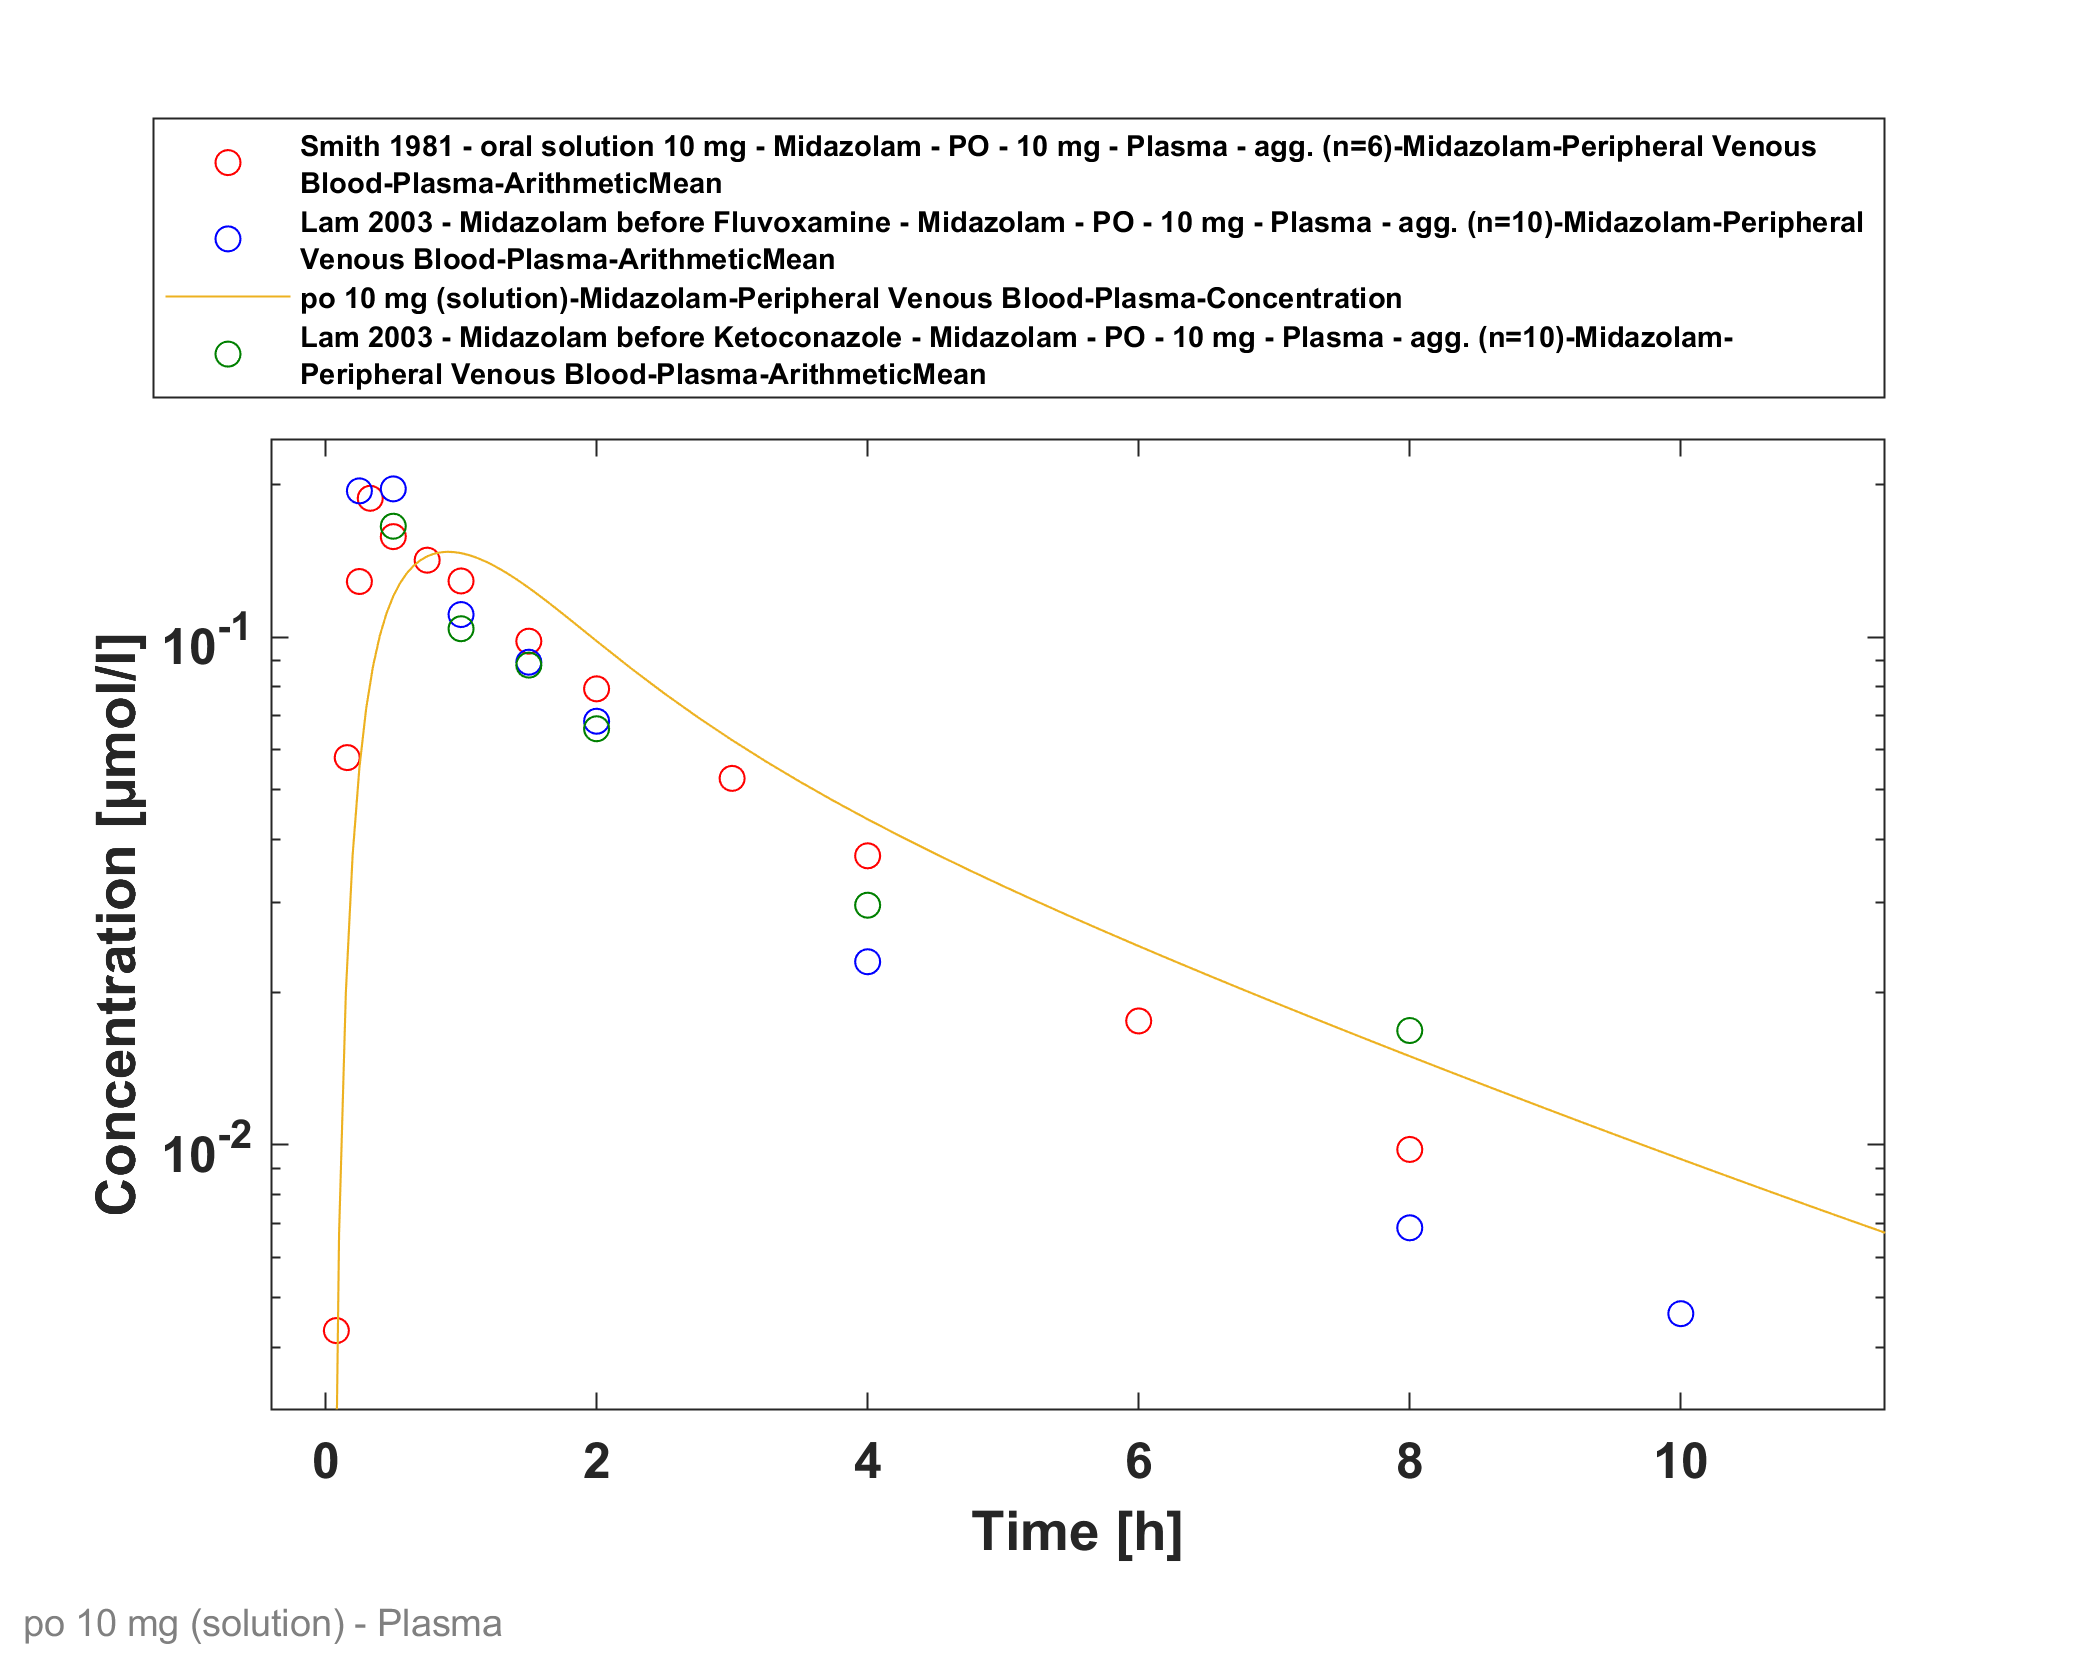 Smith 1981 - oral solution 10 mg - Midazolam - PO - 10 mg - Plasma - agg. (n=6)-Midazolam-Peripheral Venous
Blood-Plasma-ArithmeticMean
Lam 2003 - Midazolam before Fluvoxamine - Midazolam - PO - 10 mg - Plasma - agg. (n=10)-Midazolam-Peripheral
Venous Blood-Plasma-ArithmeticMean
po 10 mg (solution)-Midazolam-Peripheral Venous Blood-Plasma-Concentration
Lam 2003 - Midazolam before Ketoconazole - Midazolam - PO - 10 mg - Plasma - agg. (n=10)-Midazolam-
Peripheral Venous Blood-Plasma-ArithmeticMean
Concentration [µmol/l]
10^-1
10^-2
0 2 4 6 8 10
Time [h]
po 10 mg (solution) - Plasma